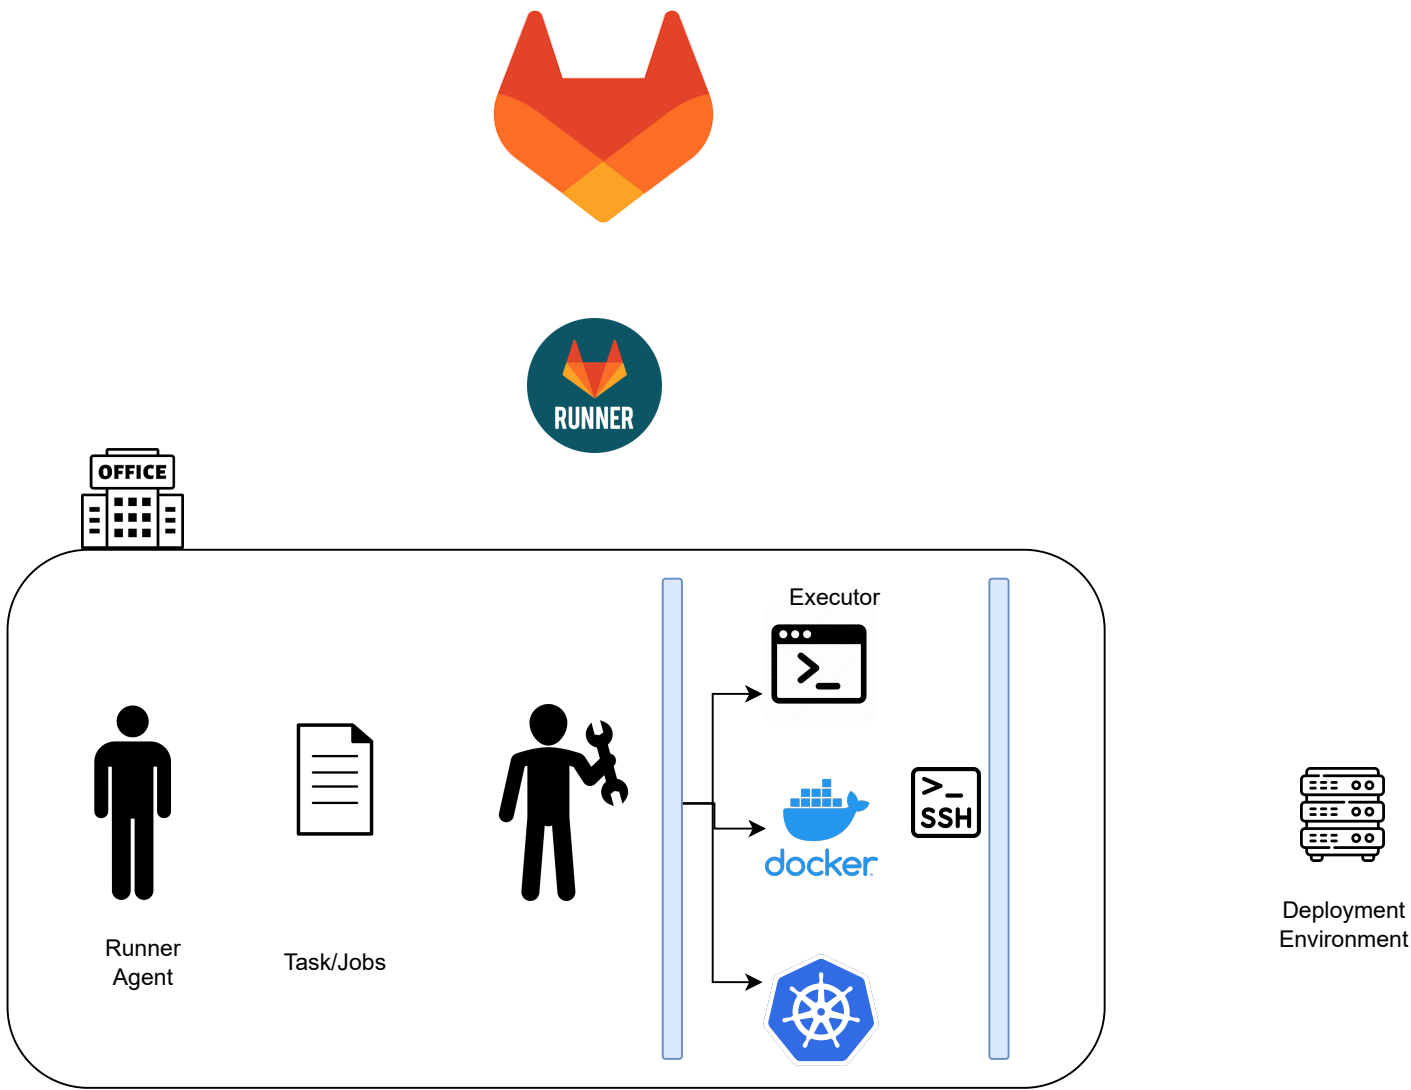 RUNNER
OFFICE
Executor
>_
>_
SSH
docker
Runner
Agent
Task/Jobs
Deployment
Environment